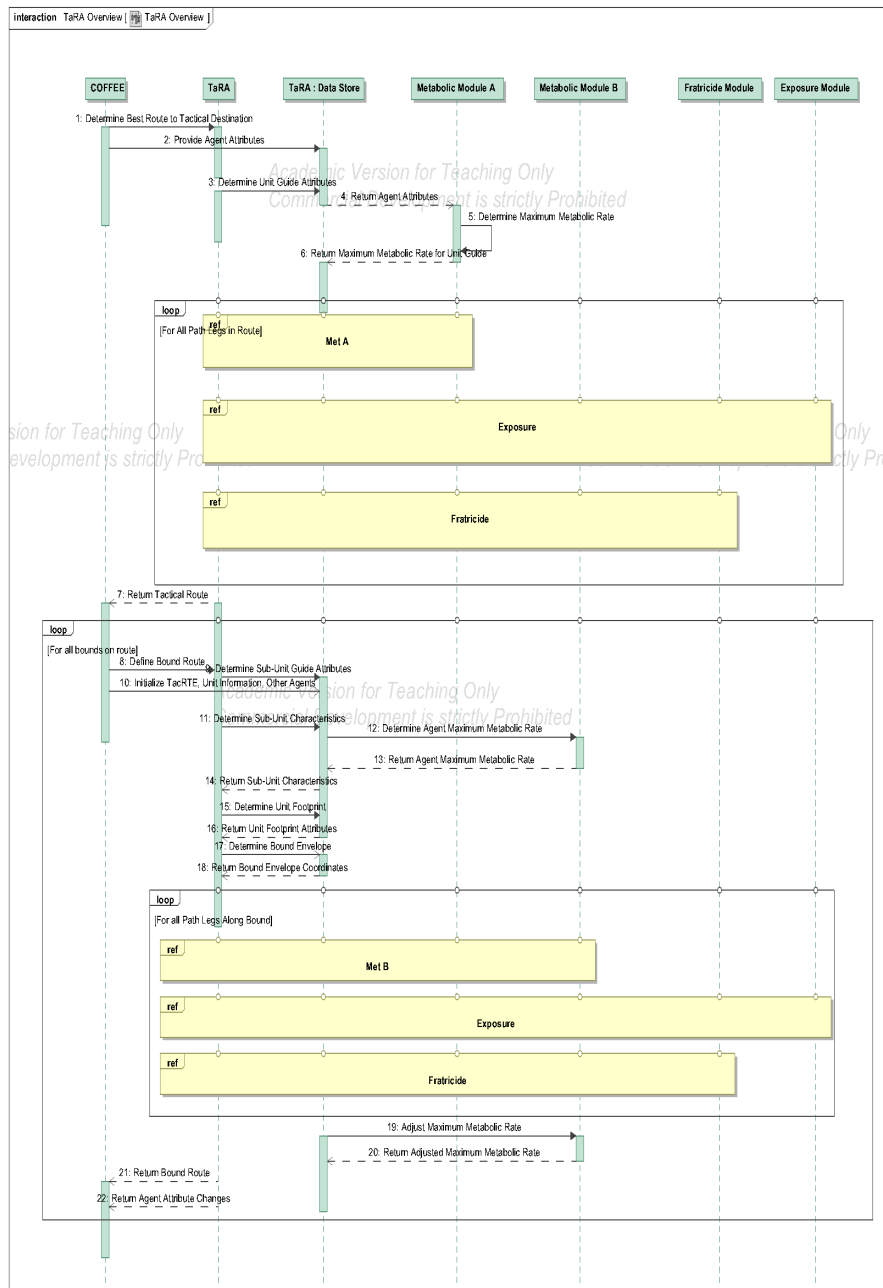 interaction TaRA Overview [ TaRA Overview ]
COFFEE
TaRA
TaRA : Data Store
Metabolic Module A
Metabolic Module B
Fratricide Module
Exposure Module
1: Determine Best Route to Tactical Destination
2: Provide Agent Attributes
Academic Version for Teaching Only
Commercial Development is strictly Prohibited
3: Determine Unit Guide Attributes
4: Return Agent Attributes
5: Determine Maximum Metabolic Rate
6: Return Maximum Metabolic Rate for Unit Guide
loop
[For All Path Legs in Route]
ref
Met A
ref
Exposure
sion for Teaching Only
evelopment is strictly Pro
Only
ctly Pro
ref
Fratricide
7: Return Tactical Route
loop
[For all bounds on route]
8: Define Bound Route
9: Determine Sub-Unit Guide Attributes
10: Initialize TacRTE, Unit Information, Other Agents
Academic Version for Teaching Only
Commercial Development is strictly Prohibited
11: Determine Sub-Unit Characteristics
12: Determine Agent Maximum Metabolic Rate
13: Return Agent Maximum Metabolic Rate
14: Return Sub-Unit Characteristics
15: Determine Unit Footprint
16: Return Unit Footprint Attributes
17: Determine Bound Envelope
18: Return Bound Envelope Coordinates
loop
[For all Path Legs Along Bound]
ref
Met B
ref
Exposure
ref
Fratricide
19: Adjust Maximum Metabolic Rate
20: Return Adjusted Maximum Metabolic Rate
21: Return Bound Route
22: Return Agent Attribute Changes